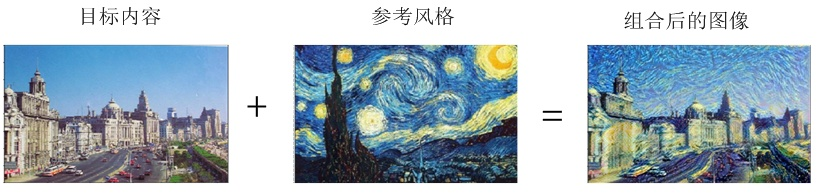 目标内容
参考风格
组合后的图像
+
=